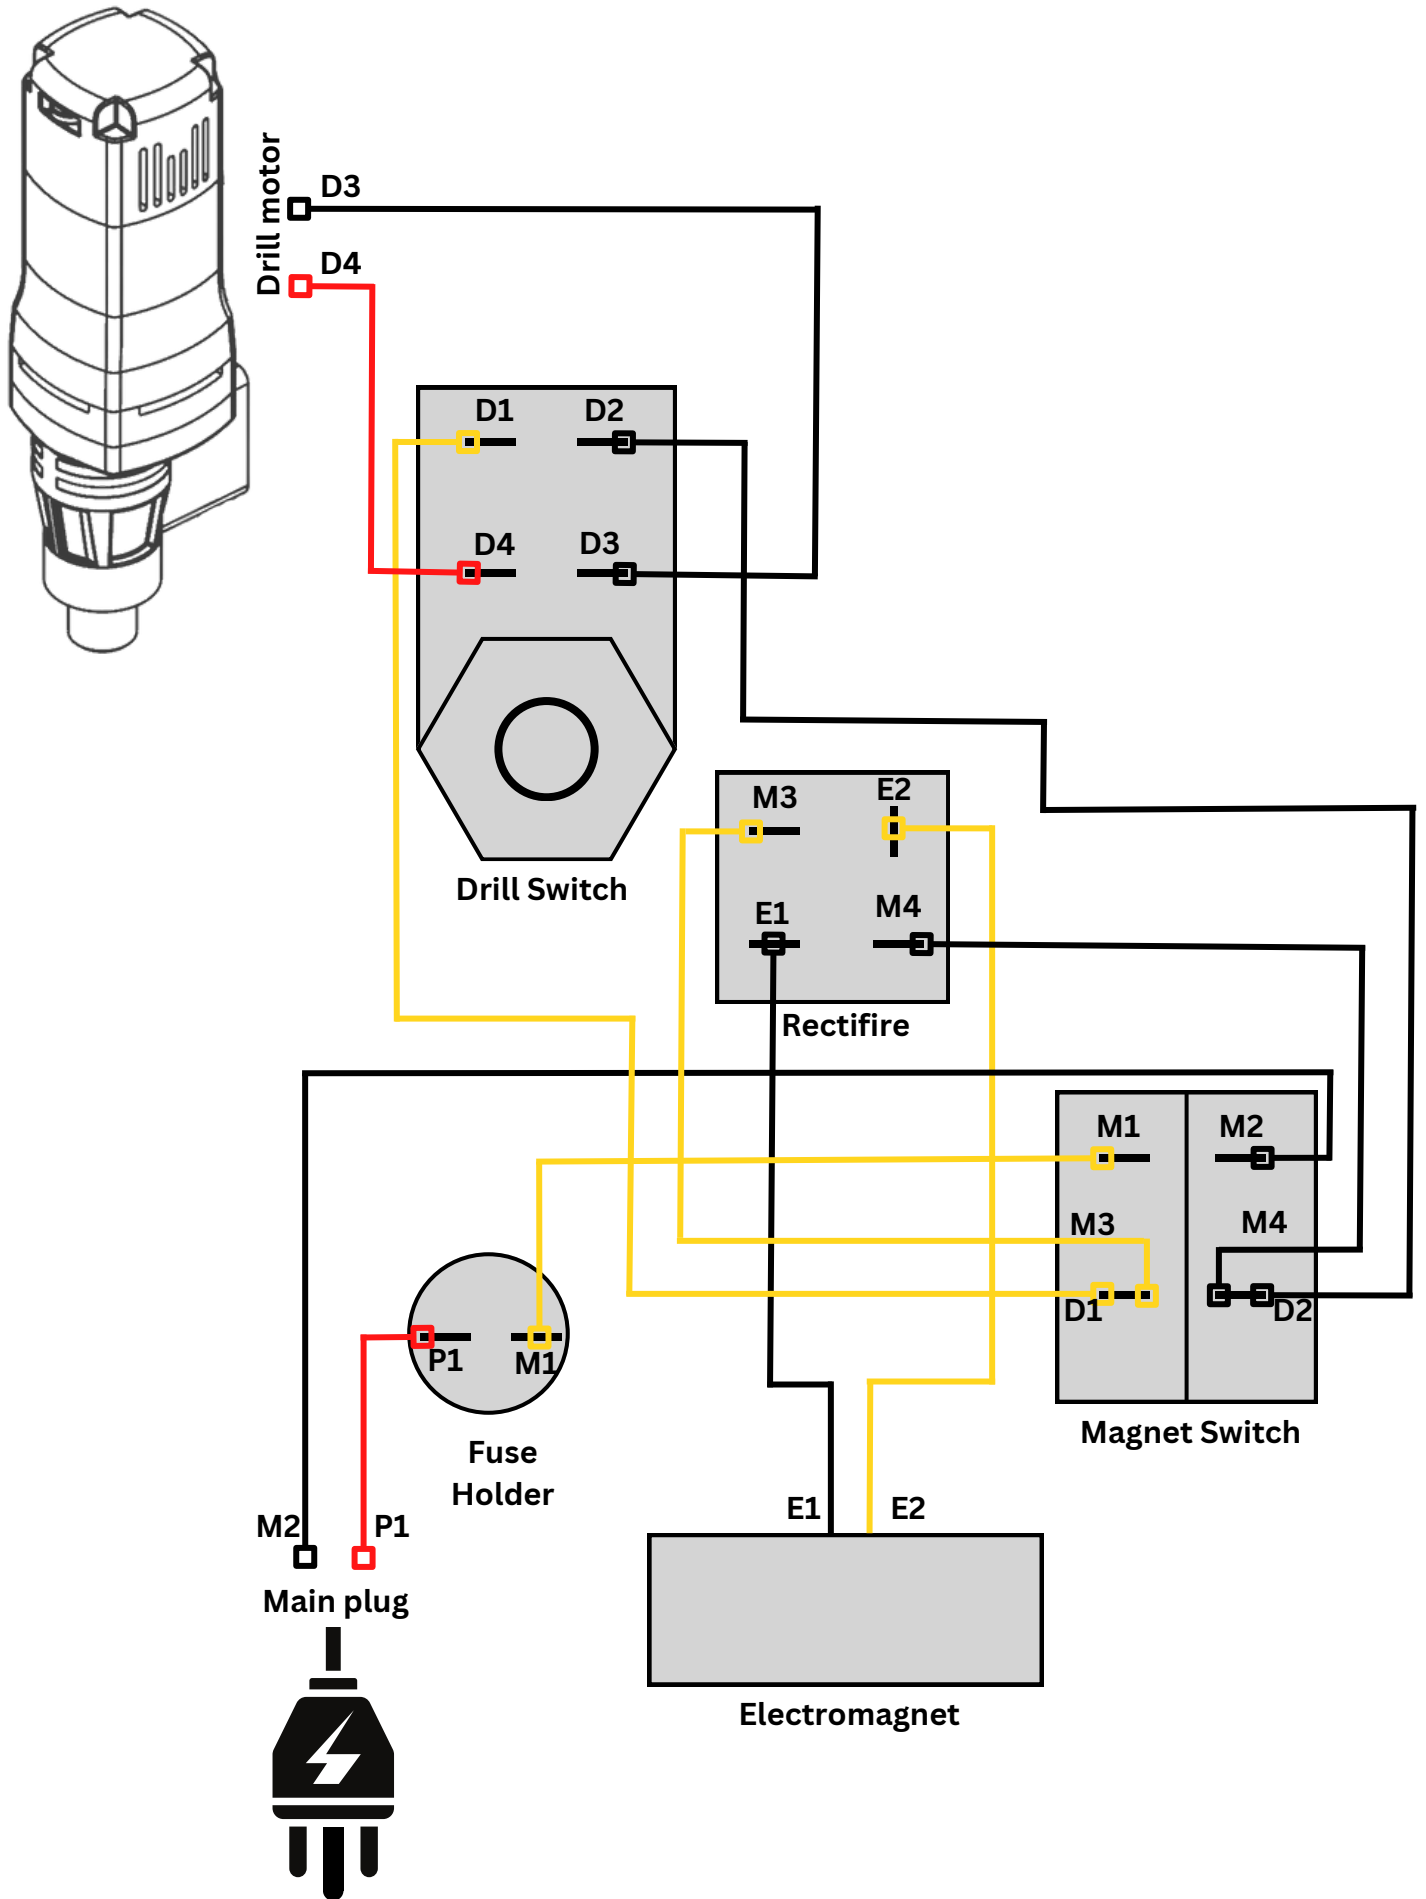 Drill motor
D3
D4
D1 D2
D4 D3
Drill Switch
M3 E2
E1 M4
Rectifire
M1 M2
M3 M4
D1 D2
Magnet Switch
P1 M1
Fuse
Holder
E1 E2
Electromagnet
M2 P1
Main plug